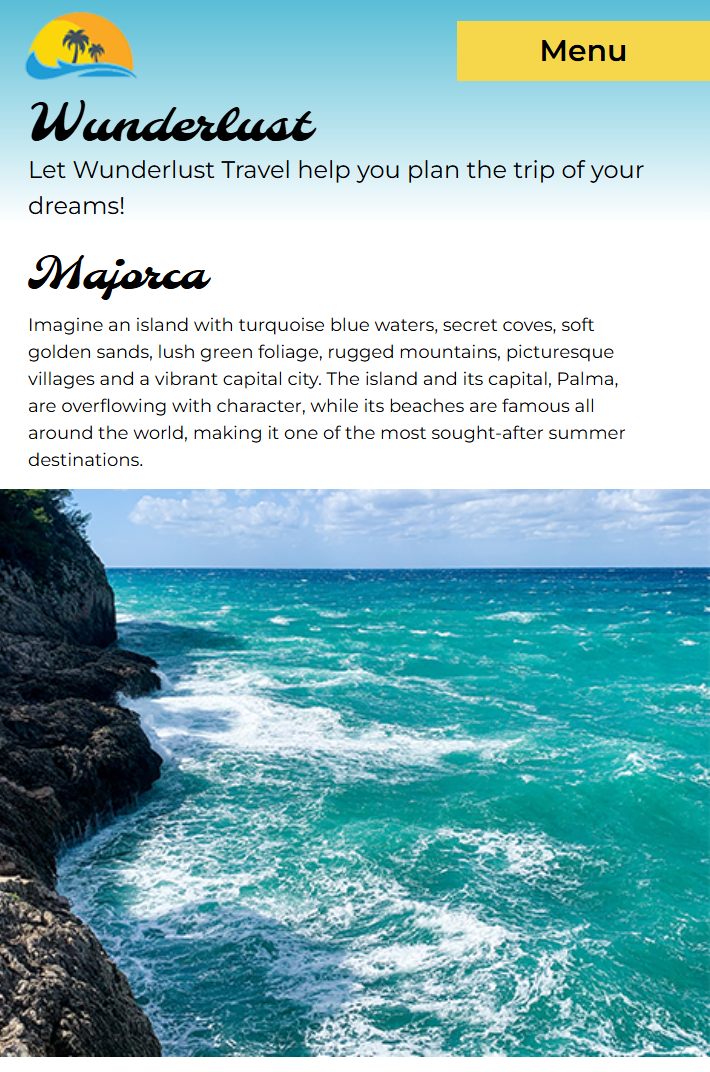 Menu
Wunderlust
Let Wunderlust Travel help you plan the trip of your
dreams!
Majorca
Imagine an island with turquoise blue waters, secret coves, soft
golden sands, lush green foliage, rugged mountains, picturesque
villages and a vibrant capital city. The island and its capital, Palma,
are overflowing with character, while its beaches are famous all
around the world, making it one of the most sought-after summer
destinations.